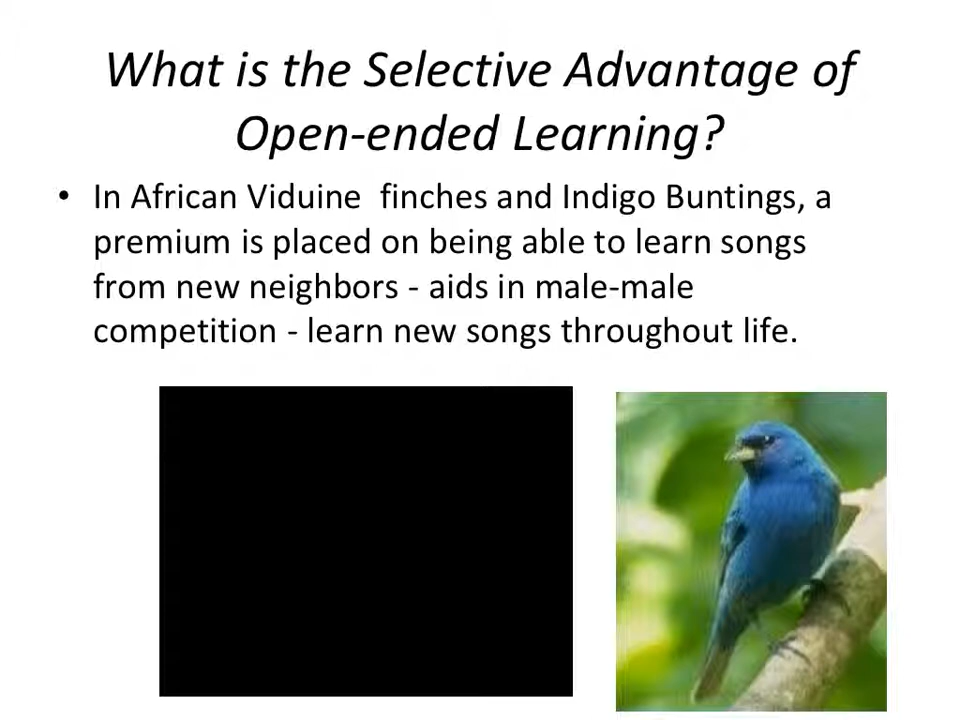 What is the Selective Advantage of
Open-ended Learning?
• In African Viduine  finches and Indigo Buntings, a
premium is placed on being able to learn songs
from new neighbors - aids in male-male
competition - learn new songs throughout life.